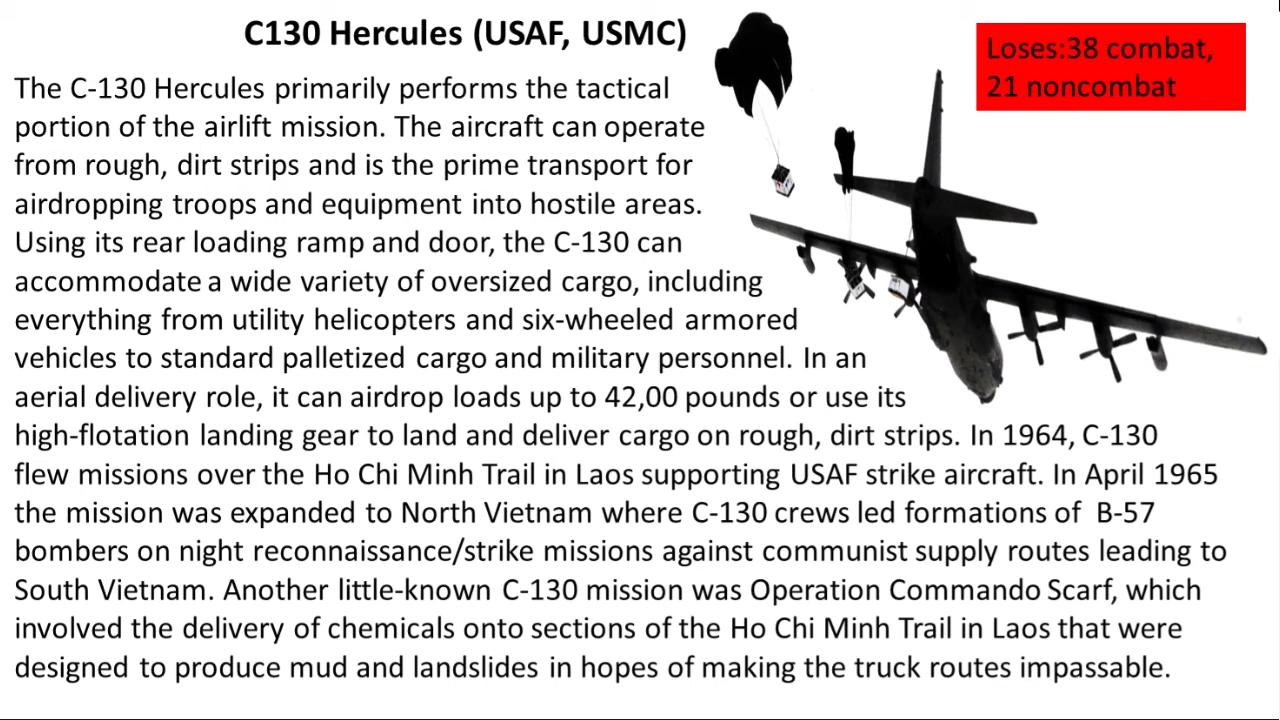 C130 Hercules (USAF, USMC)
Loses:38 combat,
21 noncombat
The C-130 Hercules primarily performs the tactical
portion of the airlift mission. The aircraft can operate
from rough, dirt strips and is the prime transport for
airdropping troops and equipment into hostile areas.
Using its rear loading ramp and door, the C-130 can
accommodate a wide variety of oversized cargo, including
everything from utility helicopters and six-wheeled armored
vehicles to standard palletized cargo and military personnel. In an
aerial delivery role, it can airdrop loads up to 42,00 pounds or use its
high-flotation landing gear to land and deliver cargo on rough, dirt strips. In 1964, C-130
flew missions over the Ho Chi Minh Trail in Laos supporting USAF strike aircraft. In April 1965
the mission was expanded to North Vietnam where C-130 crews led formations of B-57
bombers on night reconnaissance/strike missions against communist supply routes leading to
South Vietnam. Another little-known C-130 mission was Operation Commando Scarf, which
involved the delivery of chemicals onto sections of the Ho Chi Minh Trail in Laos that were
designed to produce mud and landslides in hopes of making the truck routes impassable.